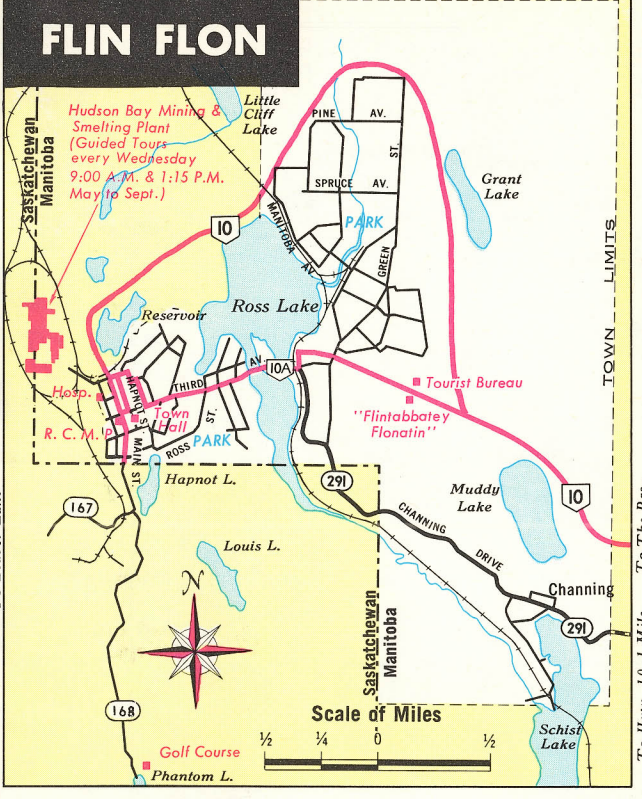 FLIN FLON
Hudson Bay Mining &
Smelting Plant
(Guided Tours
every Wednesday
9:00 A.M. & 1:15 P.M.
May to Sept.)
Saskatchewan
Manitoba
Little
Cliff
Lake
PINE AV.
ST.
SPRUCE AV.
PARK
MANITOBA AV.
GREEN
Grant
Lake
TOWN LIMITS
10
Ross Lake
Reservoir
10A
THIRD AV.
Hosp.
HAPNOT ST.
Town
Hall
R.C.M.P.
MAIN ST.
ROSS ST.
PARK
Tourist Bureau
"Flintabbatey
Flonatin"
Hapnot L.
167
291
CHANNING DRIVE
Muddy
Lake
10
Louis L.
N
Channing
291
Saskatchewan
Manitoba
168
Scale of Miles
½ ¼ 0 ½
Golf Course
Phantom L.
Schist
Lake